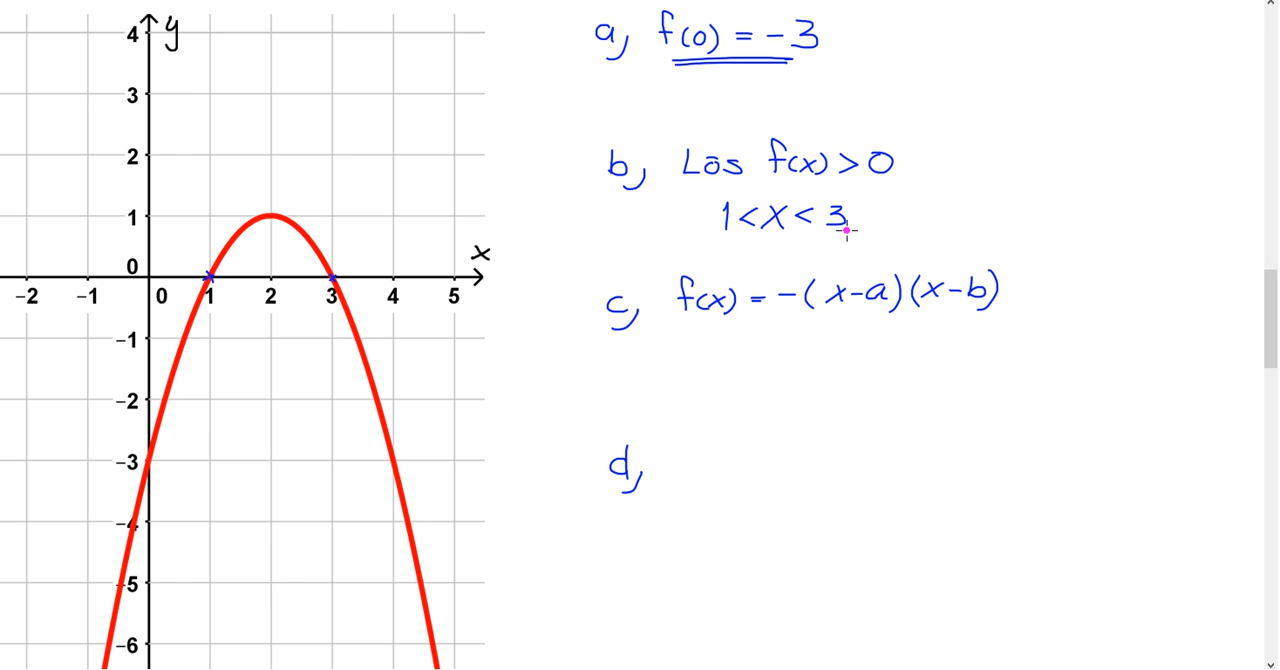 y
4
3
2
1
0
x
-2 -1 0 1 2 3 4 5
-1
-2
-3
-4
-5
-6
a, f(0) = -3
b, Lös f(x) > 0
1 < x < 3
c, f(x) = -(x-a)(x-b)
d,